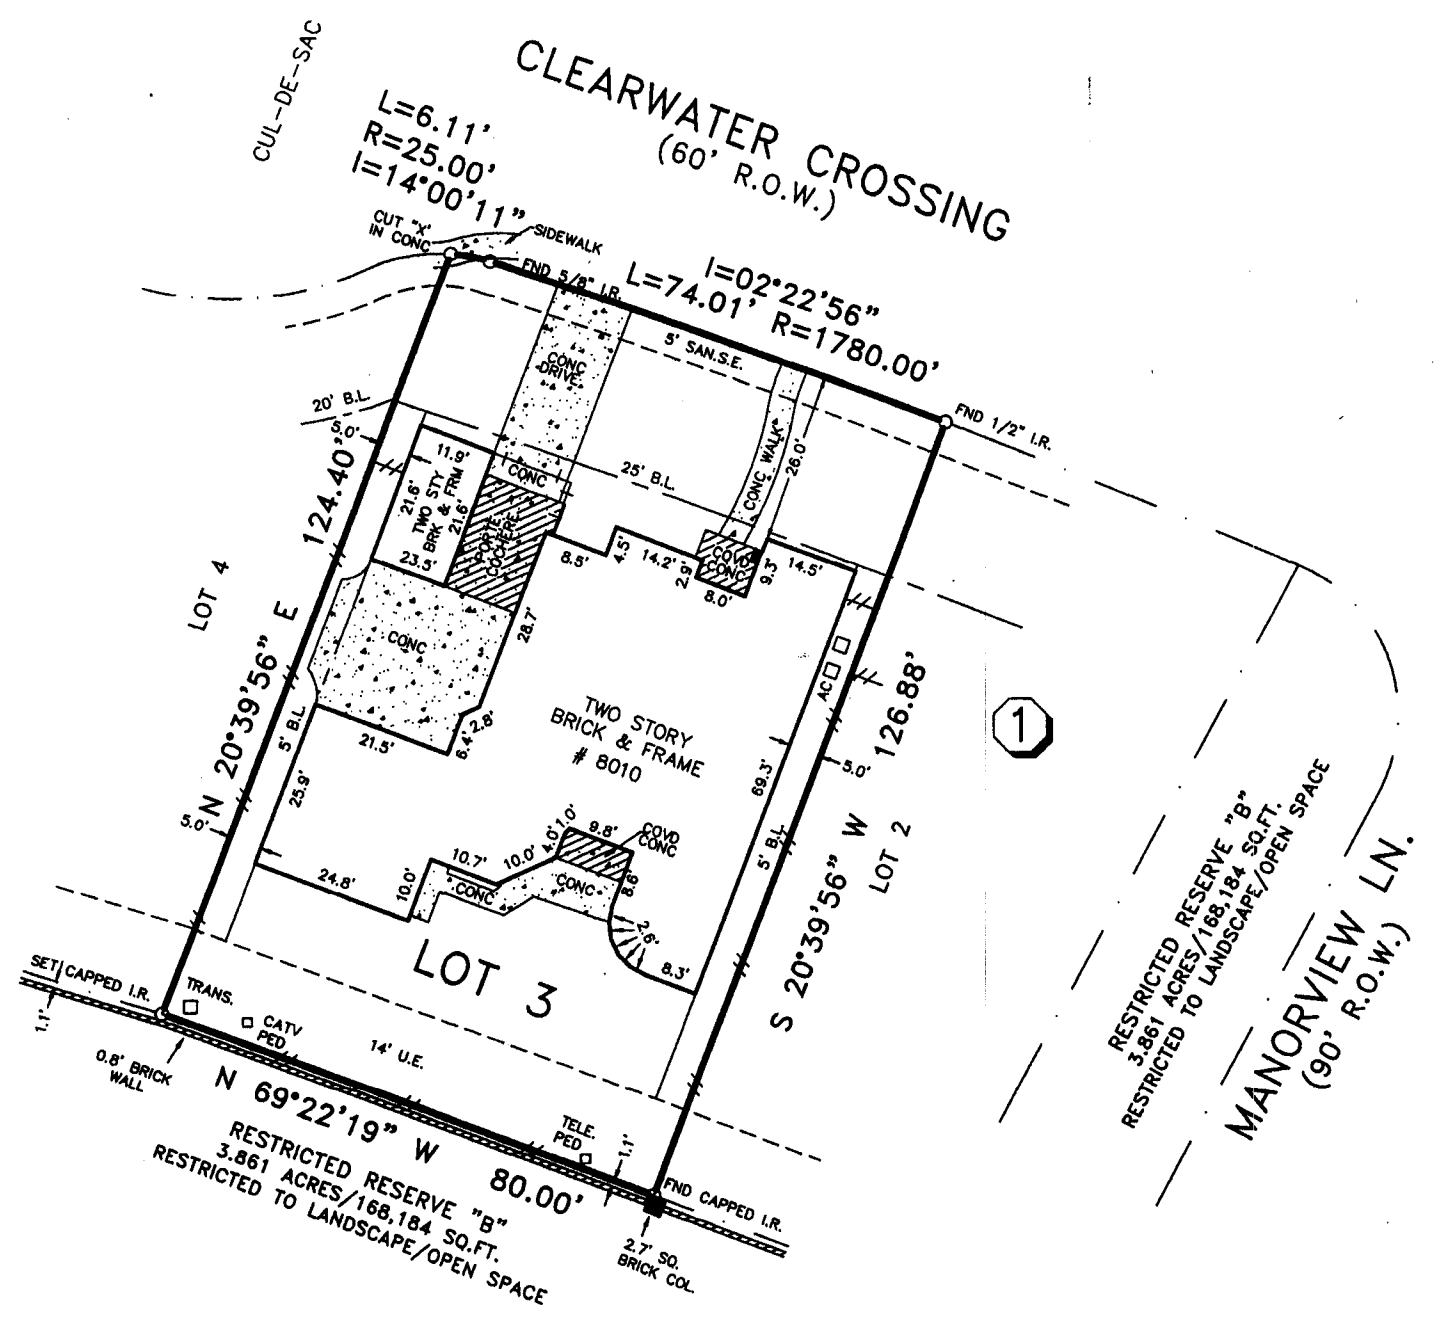 CUL-DE-SAC
CLEARWATER CROSSING
(60' R.O.W.)
L=6.11'
R=25.00'
I=14°00'11"
CUT "X"
IN CONC
SIDEWALK
FND 5/8" I.R.
I=02°22'56"
L=74.01' R=1780.00'
5' SAN.S.E.
FND 1/2" I.R.
CONC
DRIVE
20' B.L.
5.0'
124.40'
11.9'
21.6'
TWO STY
BRK & FRM
21.6'
23.5'
CONC
PORTE
COCHERE
25' B.L.
CONC WALK
26.0'
8.5'
4.5'
14.2'
2.9'
COVD
CONC
8.0'
9.3'
14.5'
LOT 4
CONC
28.7'
N 20°39'56" E
5' B.L.
21.5'
6.4'
2.8'
TWO STORY
BRICK & FRAME
# 8010
AC
126.88'
1
5.0'
69.3'
25.9'
5.0'
5' B.L.
S 20°39'56" W
LOT 2
24.8'
10.0'
10.7'
10.0'
4.0'
1.0'
9.8'
COVD
CONC
CONC
CONC
8.6'
2.6'
8.3'
LOT 3
SET CAPPED I.R.
1.1'
TRANS.
CATV
PED
0.8' BRICK
WALL
14' U.E.
N 69°22'19" W 80.00'
TELE.
PED
1.1'
FND CAPPED I.R.
2.7' SQ.
BRICK COL.
RESTRICTED RESERVE "B"
3.861 ACRES/168,184 SQ.FT.
RESTRICTED TO LANDSCAPE/OPEN SPACE
RESTRICTED RESERVE "B"
3.861 ACRES/168,184 SQ.FT.
RESTRICTED TO LANDSCAPE/OPEN SPACE
MANORVIEW LN.
(90' R.O.W.)